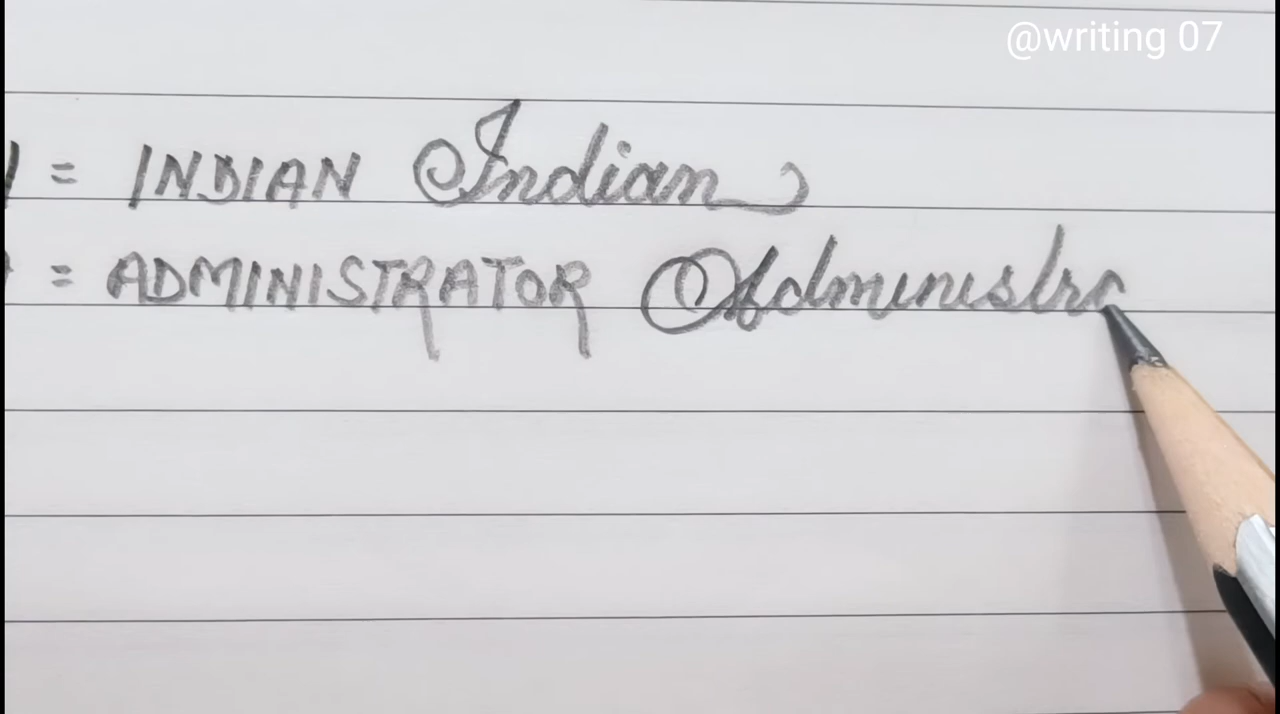 @writing 07
= INDIAN Indian
= ADMINISTRATOR Administra